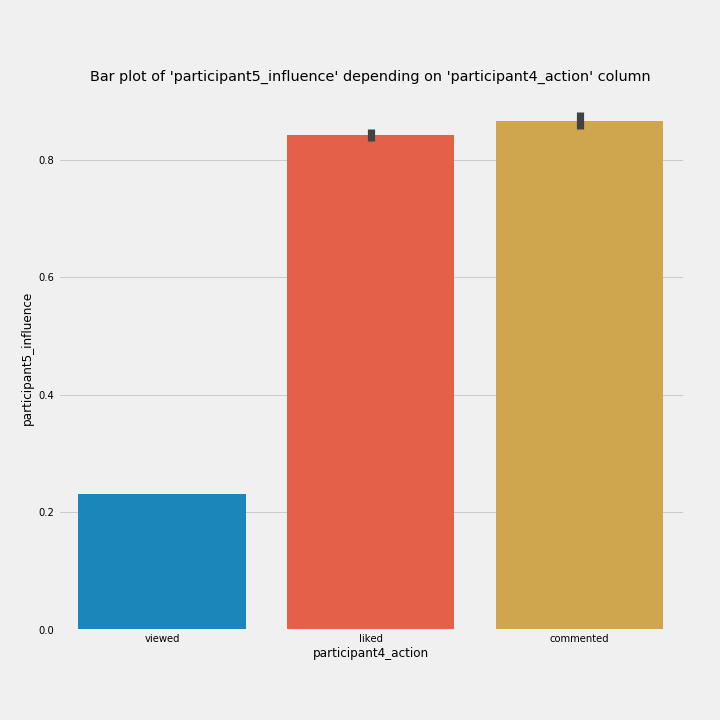 Bar plot of 'participant5_influence' depending on 'participant4_action' column
participant5_influence
0.8
0.6
0.4
0.2
0.0
viewed liked commented
participant4_action